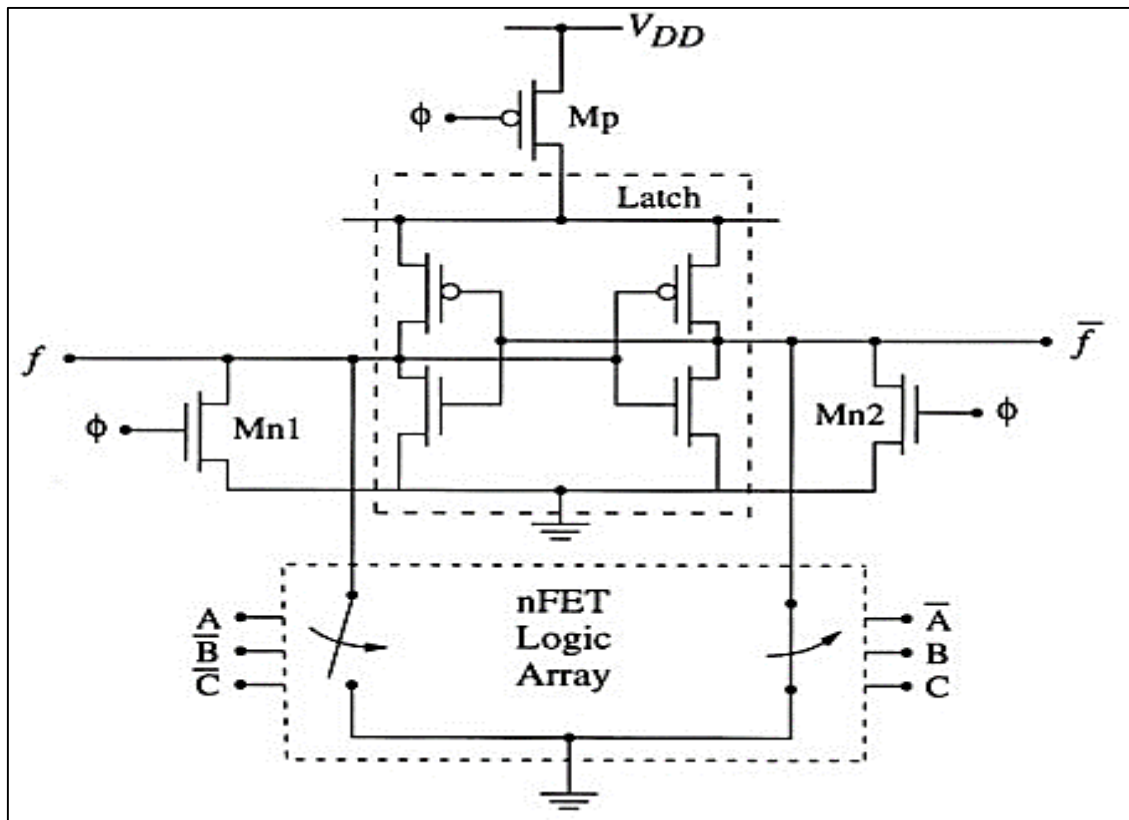 V_DD
ϕ Mp
Latch
f f̅
ϕ Mn1 Mn2 ϕ
nFET
Logic
Array
A
B̅
C̅
A̅
B
C